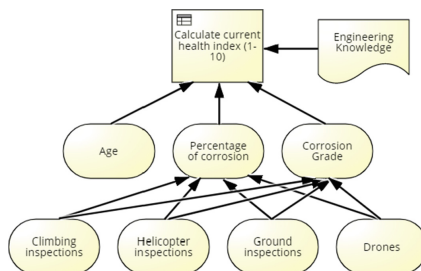 Calculate current
health index (1-
10)
Engineering
Knowledge
Age
Percentage
of corrosion
Corrosion
Grade
Climbing
inspections
Helicopter
inspections
Ground
inspections
Drones